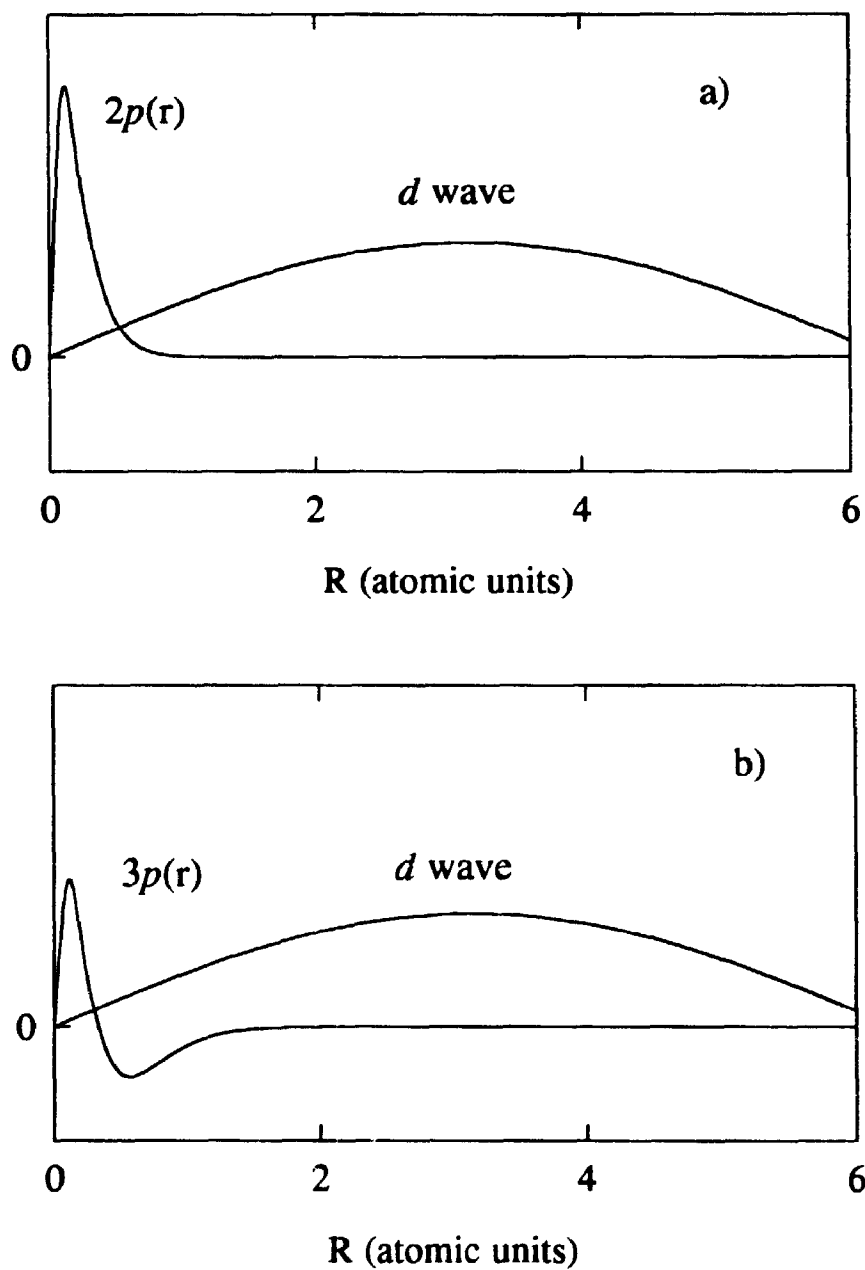 a)
2p(r)
d wave
0
0 2 4 6
R (atomic units)
b)
3p(r) d wave
0
0 2 4 6
R (atomic units)